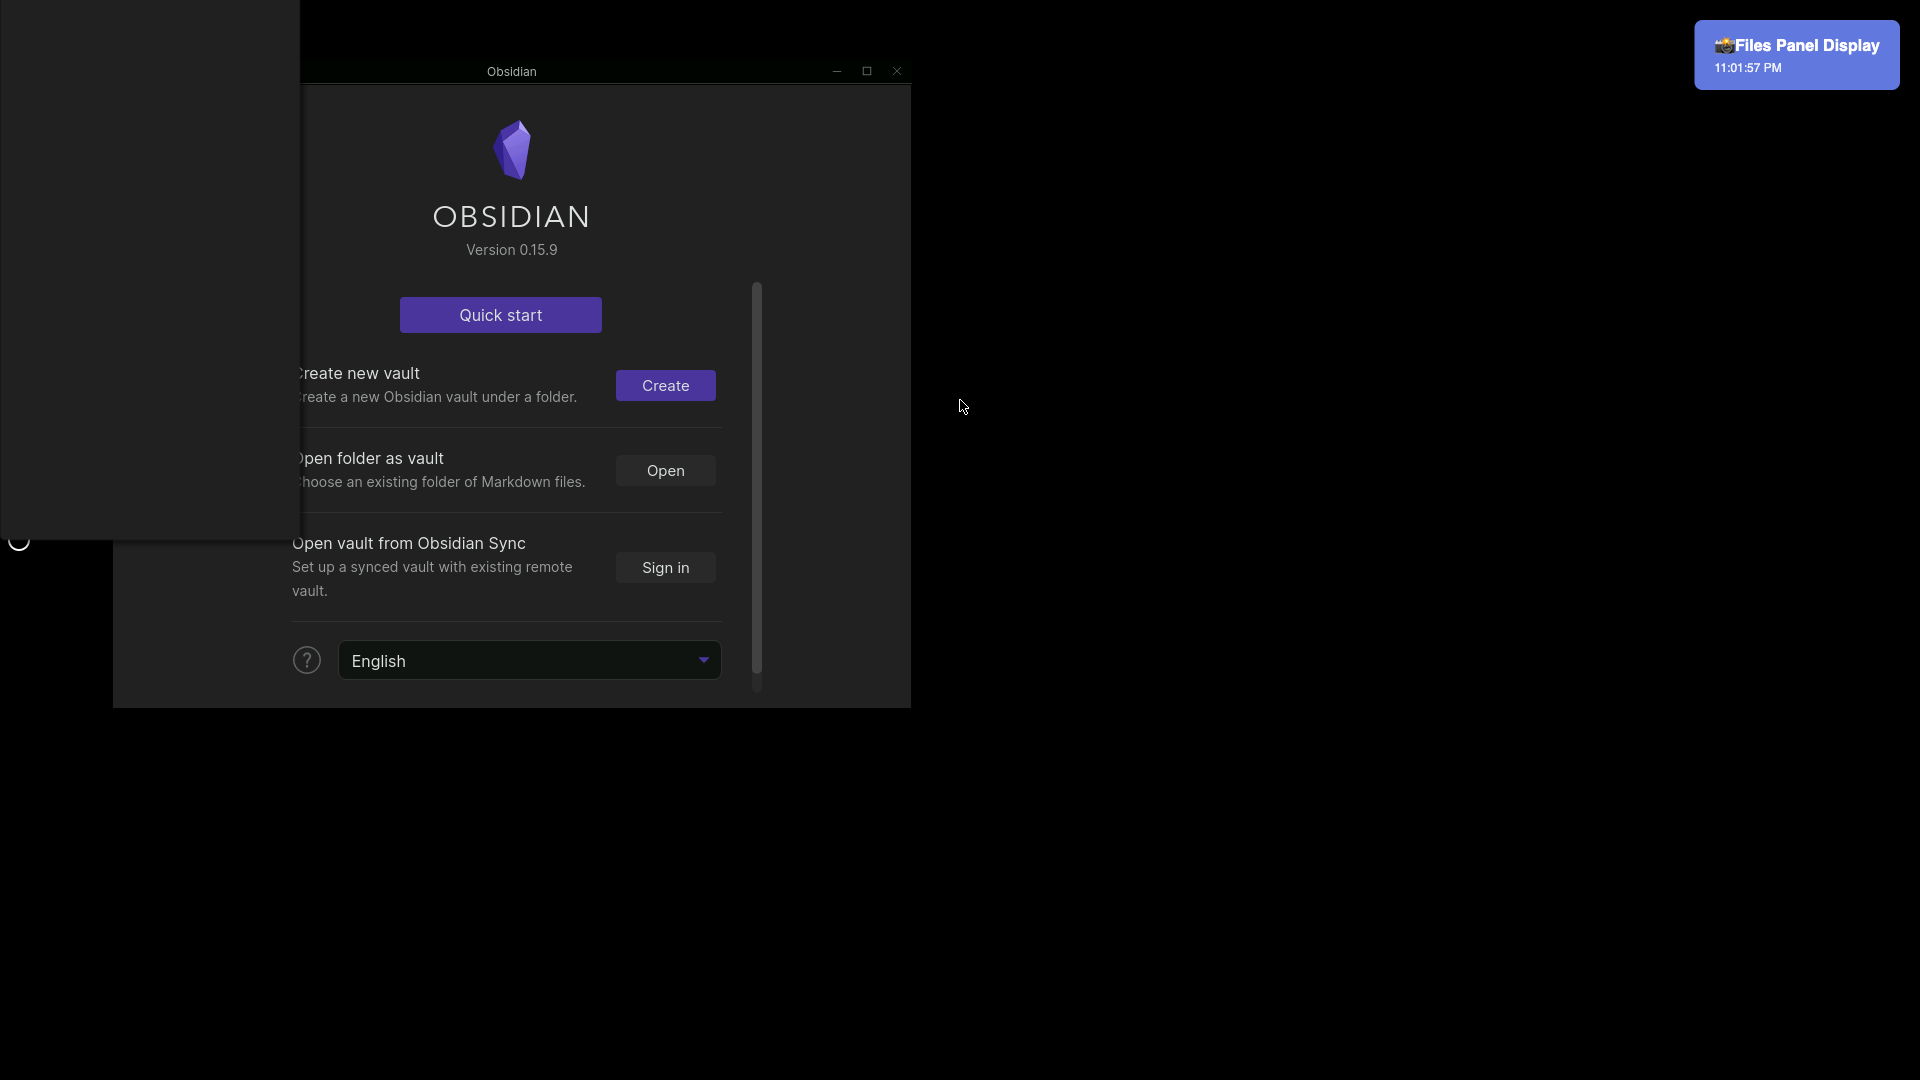 Obsidian
Files Panel Display
11:01:57 PM
OBSIDIAN
Version 0.15.9
Quick start
Create new vault
Create a new Obsidian vault under a folder.
Create
Open folder as vault
Choose an existing folder of Markdown files.
Open
Open vault from Obsidian Sync
Set up a synced vault with existing remote
vault.
Sign in
?
English